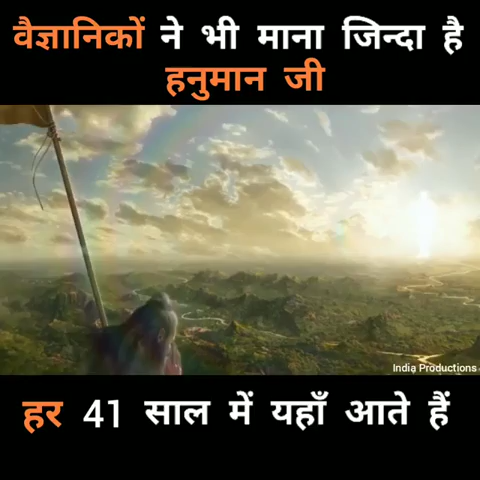 वैज्ञानिकों ने भी माना जिन्दा है
हनुमान जी
India Productions
हर 41 साल में यहाँ आते हैं